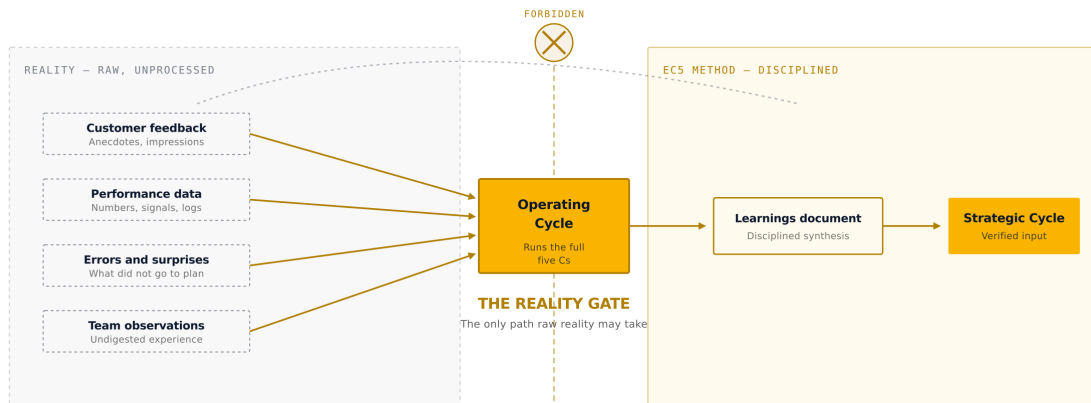 FORBIDDEN
REALITY — RAW, UNPROCESSED
EC5 METHOD — DISCIPLINED
Customer feedback
Anecdotes, impressions
Performance data
Numbers, signals, logs
Errors and surprises
What did not go to plan
Team observations
Undigested experience
Operating
Cycle
Runs the full
five Cs
THE REALITY GATE
The only path raw reality may take
Learnings document
Disciplined synthesis
Strategic Cycle
Verified input